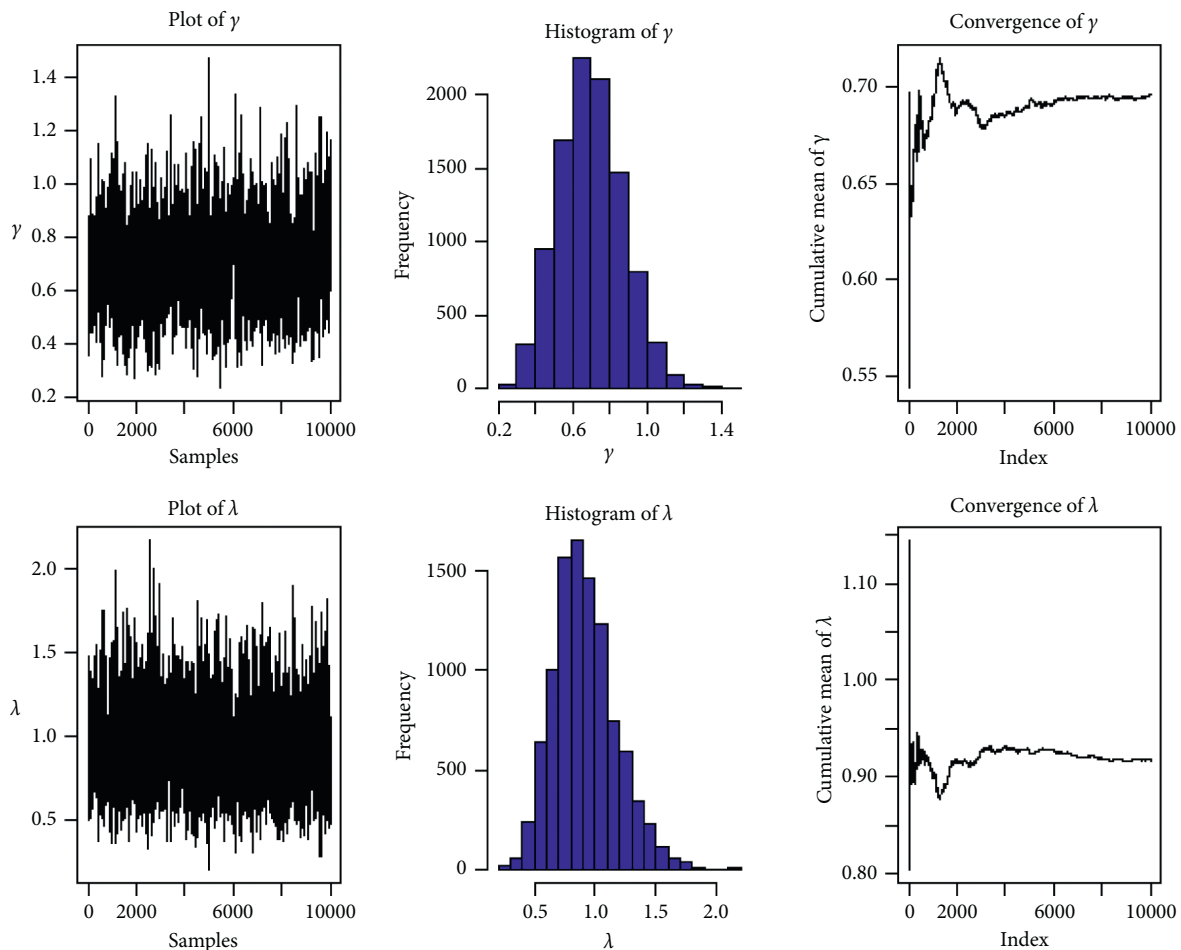 Plot of γ
1.4
1.2
1.0
0.8
0.6
0.4
0.2
γ
0 2000 6000 10000
Samples
Histogram of γ
2000
1500
1000
500
0
Frequency
0.2 0.6 1.0 1.4
γ
Convergence of γ
0.70
0.65
0.60
0.55
Cumulative mean of γ
0 2000 6000 10000
Index
Plot of λ
2.0
1.5
1.0
0.5
λ
0 2000 6000 10000
Samples
Histogram of λ
1500
1000
500
0
Frequency
0.5 1.0 1.5 2.0
λ
Convergence of λ
1.10
1.00
0.90
0.80
Cumulative mean of λ
0 2000 6000 10000
Index